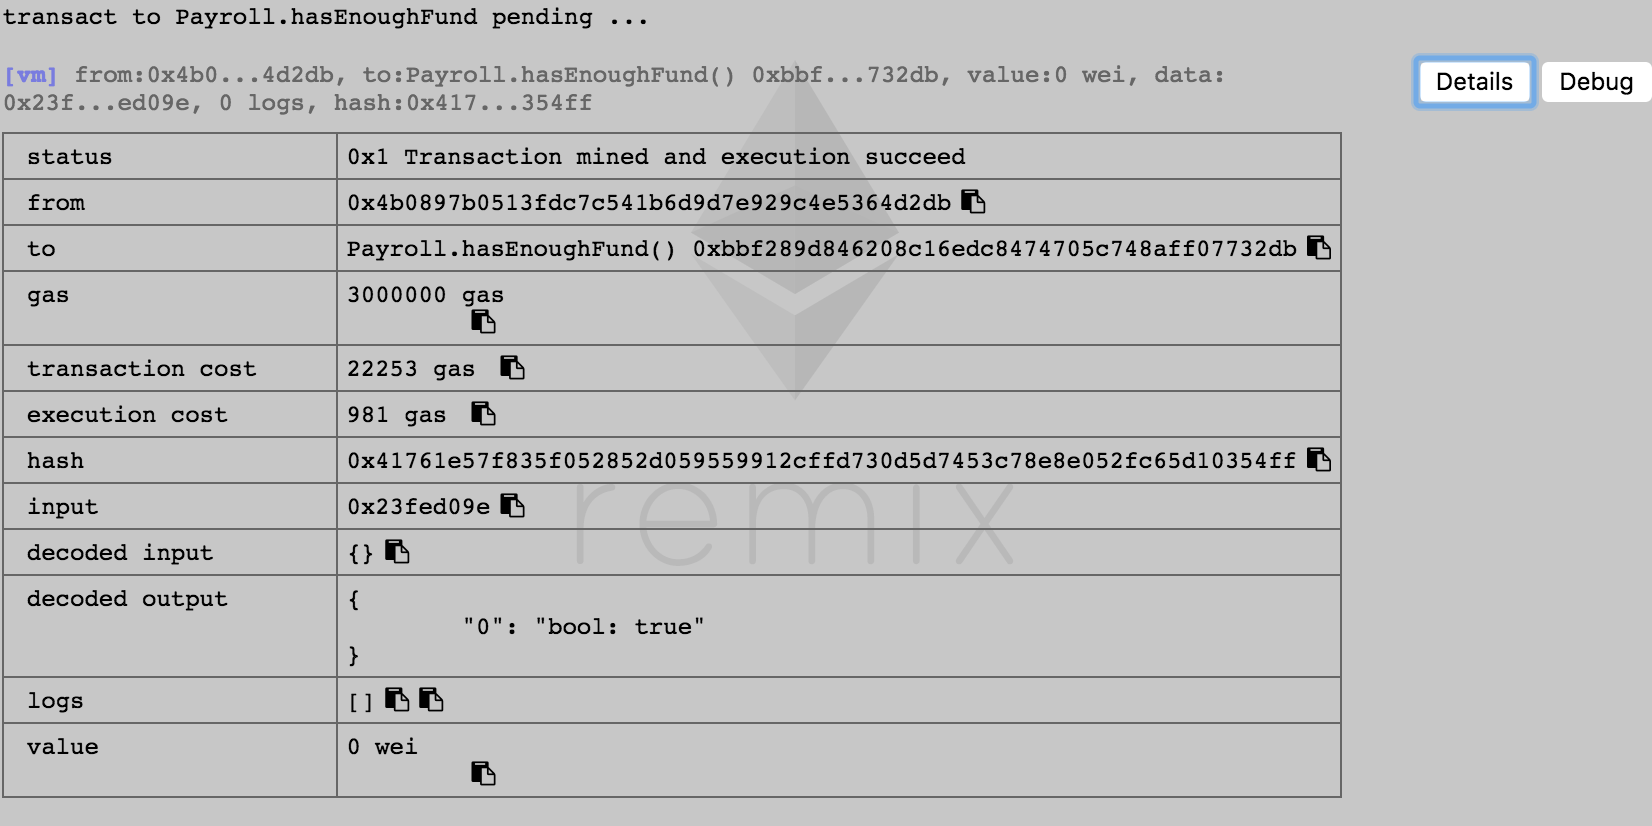 transact to Payroll.hasEnoughFund pending ...
[vm] from:0x4b0...4d2db, to:Payroll.hasEnoughFund() 0xbbf...732db, value:0 wei, data:
0x23f...ed09e, 0 logs, hash:0x417...354ff
Details Debug
status 0x1 Transaction mined and execution succeed
from 0x4b0897b0513fdc7c541b6d9d7e929c4e5364d2db
to Payroll.hasEnoughFund() 0xbbf289d846208c16edc8474705c748aff07732db
gas 3000000 gas
transaction cost 22253 gas
execution cost 981 gas
hash 0x41761e57f835f052852d059559912cffd730d5d7453c78e8e052fc65d10354ff
input 0x23fed09e
remix
decoded input {}
decoded output {
"0": "bool: true"
}
logs []
value 0 wei